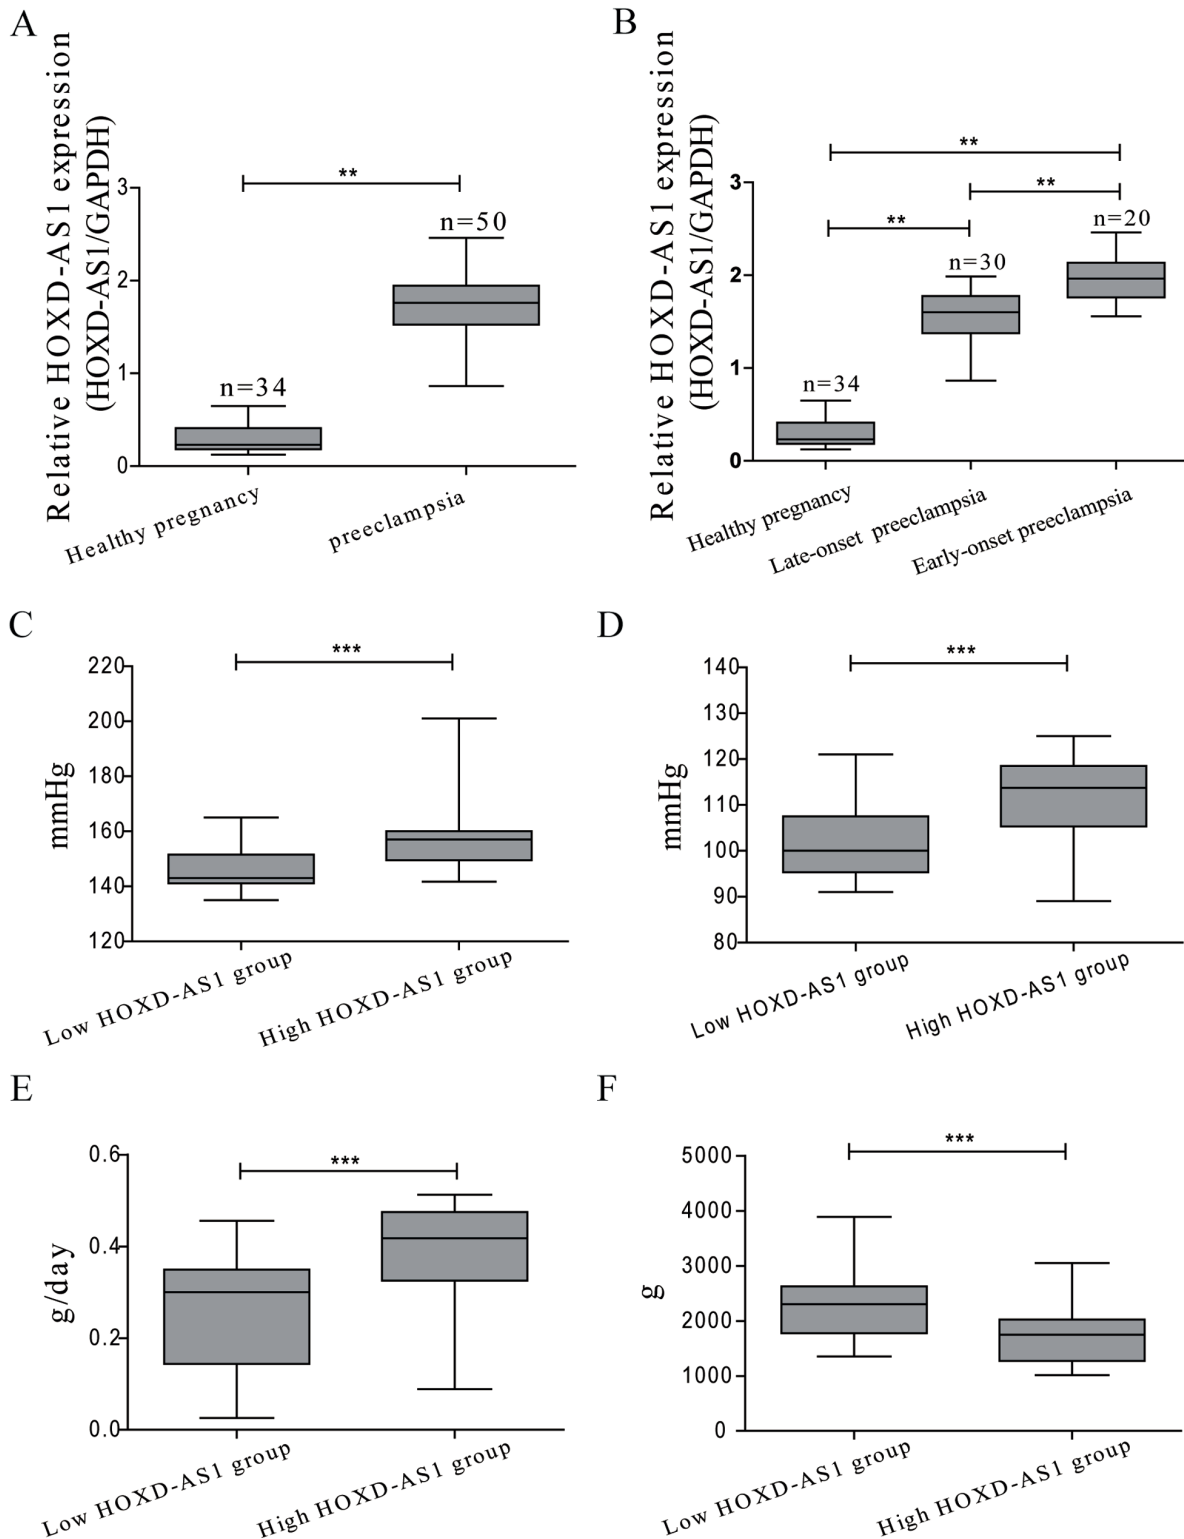 A
Relative HOXD-AS1 expression
(HOXD-AS1/GAPDH)
3
2
1
0
**
n=34
n=50
Healthy pregnancy
preeclampsia
B
Relative HOXD-AS1 expression
(HOXD-AS1/GAPDH)
3
2
1
0
**
**
**
n=34
n=30
n=20
Healthy pregnancy
Late-onset preeclampsia
Early-onset preeclampsia
C
mmHg
220
200
180
160
140
120
***
Low HOXD-AS1 group
High HOXD-AS1 group
D
mmHg
140
130
120
110
100
90
80
***
Low HOXD-AS1 group
High HOXD-AS1 group
E
g/day
0.6
0.4
0.2
0.0
***
Low HOXD-AS1 group
High HOXD-AS1 group
F
g
5000
4000
3000
2000
1000
0
***
Low HOXD-AS1 group
High HOXD-AS1 group